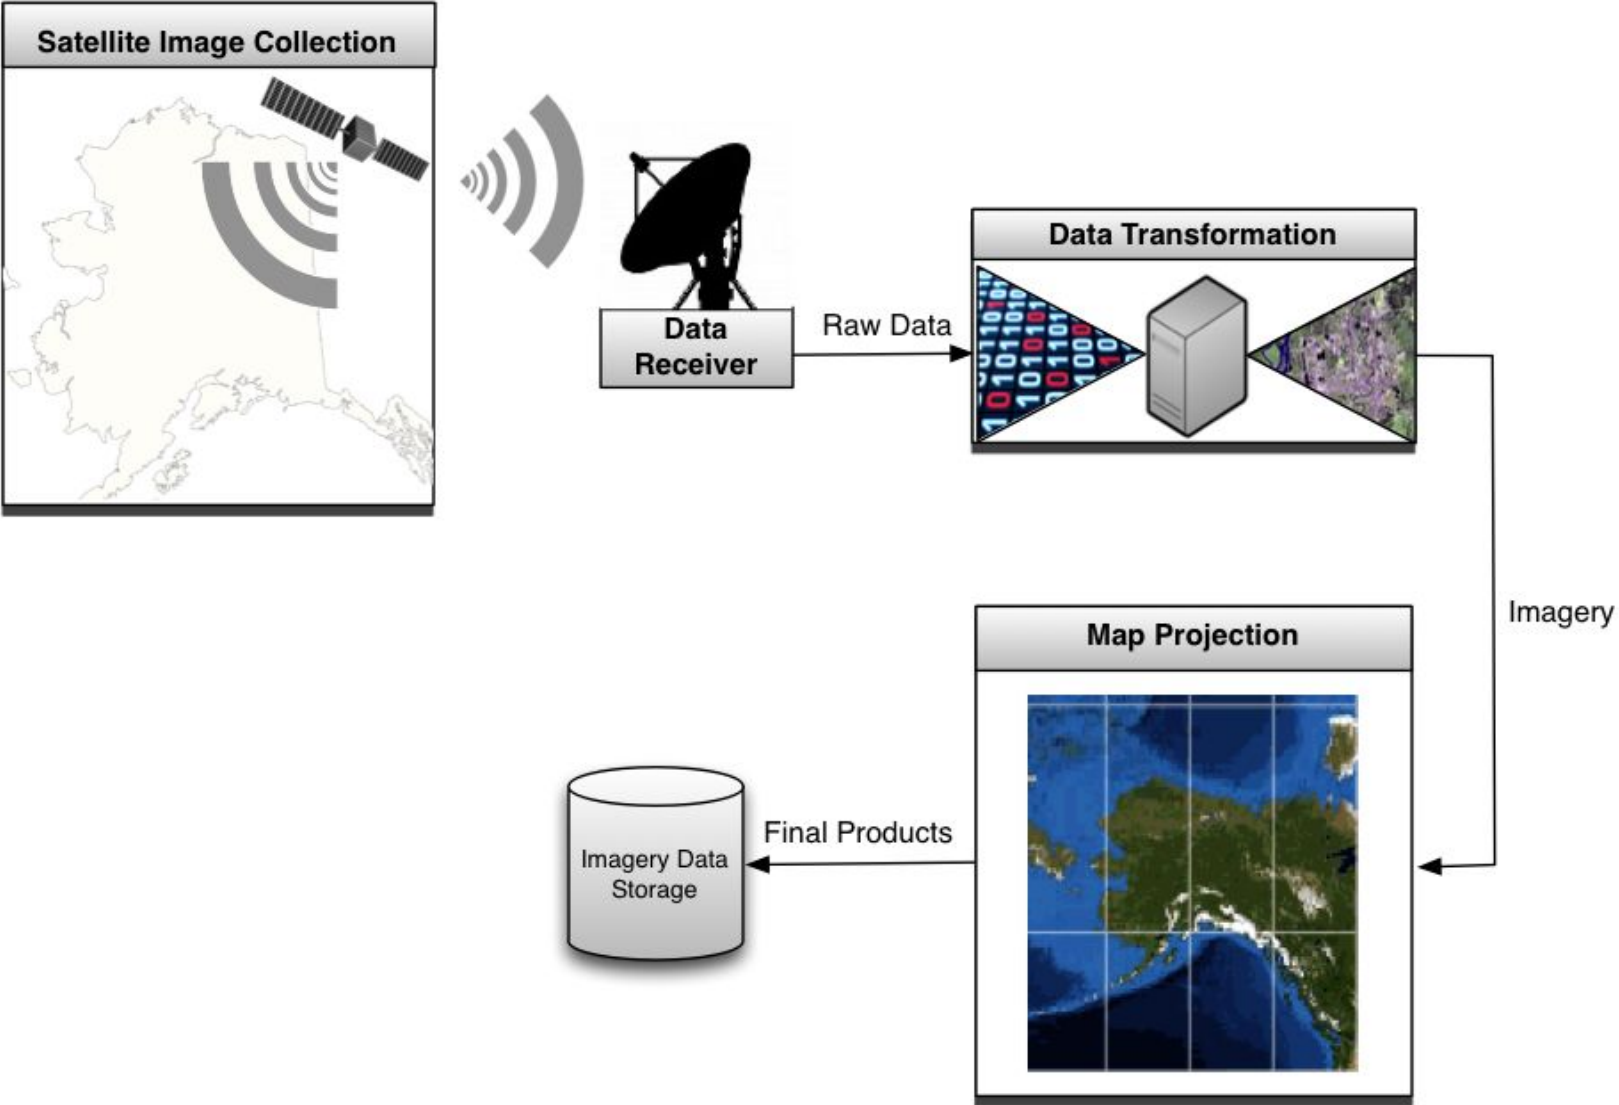 Satellite Image Collection
Data
Receiver
Raw Data
Data Transformation
Imagery
Map Projection
Final Products
Imagery Data
Storage